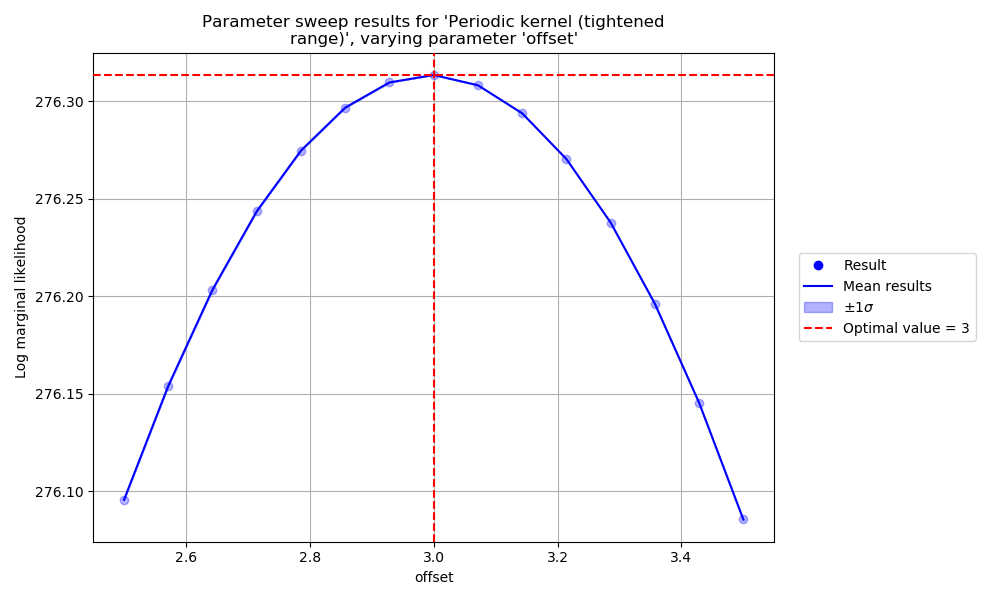 Parameter sweep results for 'Periodic kernel (tightened
range)', varying parameter 'offset'
Log marginal likelihood
276.30
276.25
276.20
276.15
276.10
2.6
2.8
3.0
3.2
3.4
offset
Result
Mean results
±1σ
Optimal value = 3